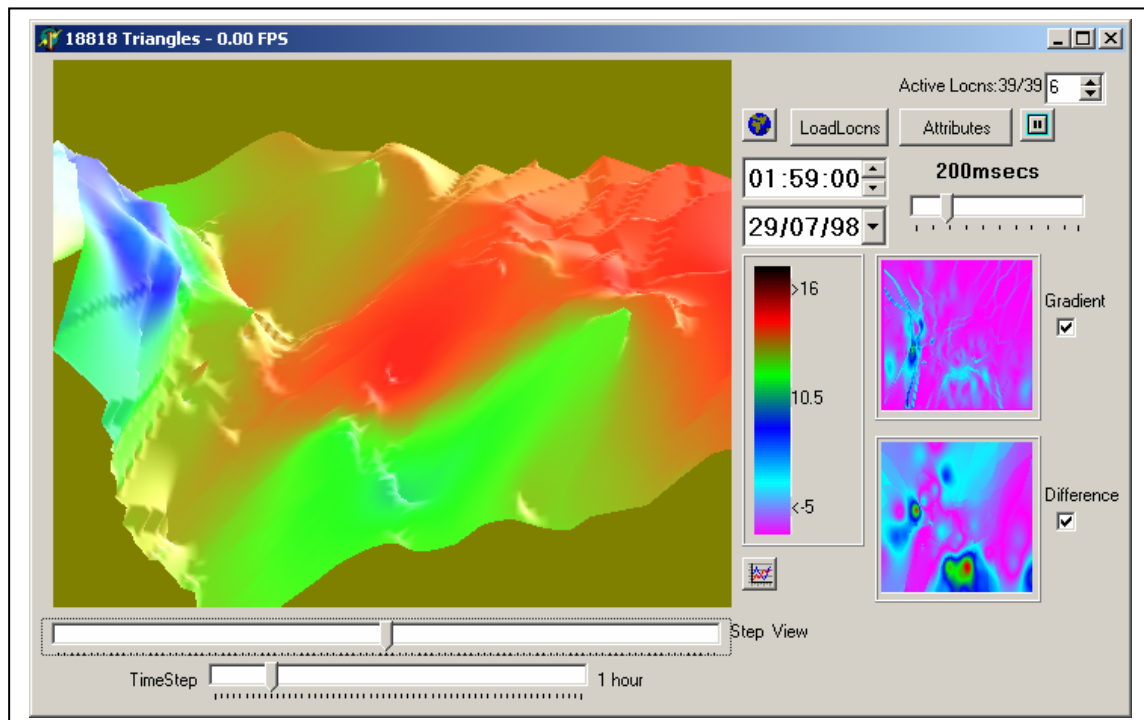 18818 Triangles - 0.00 FPS
Active Locns:39/39 6
LoadLocns Attributes
01:59:00
200msecs
29/07/98
>16
10.5
<-5
Gradient
Difference
Step View
TimeStep 1 hour